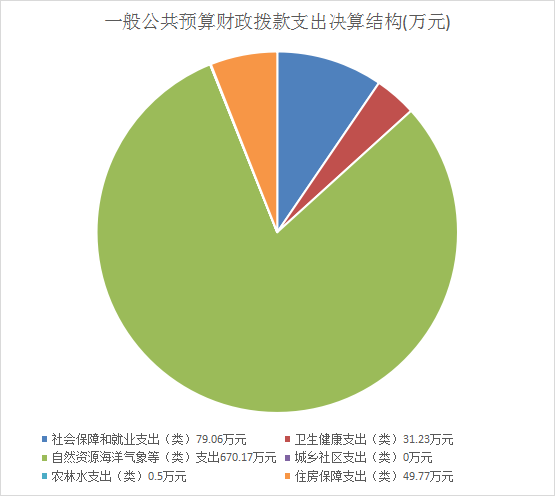 一般公共预算财政拨款支出决算结构(万元)
社会保障和就业支出（类）79.06万元 卫生健康支出（类）31.23万元
自然资源海洋气象等（类）支出670.17万元 城乡社区支出（类）0万元
农林水支出（类）0.5万元 住房保障支出（类）49.77万元